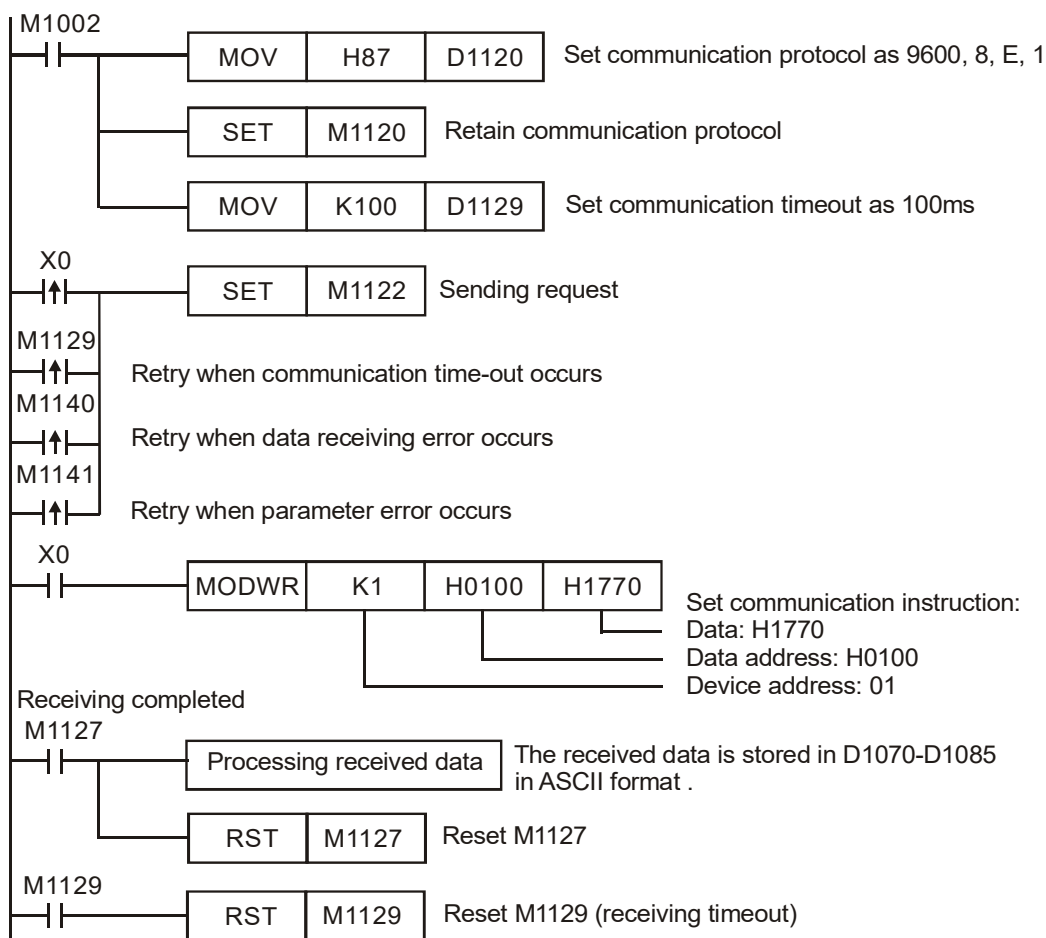 M1002
MOV H87 D1120 Set communication protocol as 9600, 8, E, 1
SET M1120 Retain communication protocol
MOV K100 D1129 Set communication timeout as 100ms
X0
SET M1122 Sending request
M1129
Retry when communication time-out occurs
M1140
Retry when data receiving error occurs
M1141
Retry when parameter error occurs
X0
MODWR K1 H0100 H1770
Set communication instruction:
Data: H1770
Data address: H0100
Device address: 01
Receiving completed
M1127
Processing received data
The received data is stored in D1070-D1085
in ASCII format .
RST M1127 Reset M1127
M1129
RST M1129 Reset M1129 (receiving timeout)